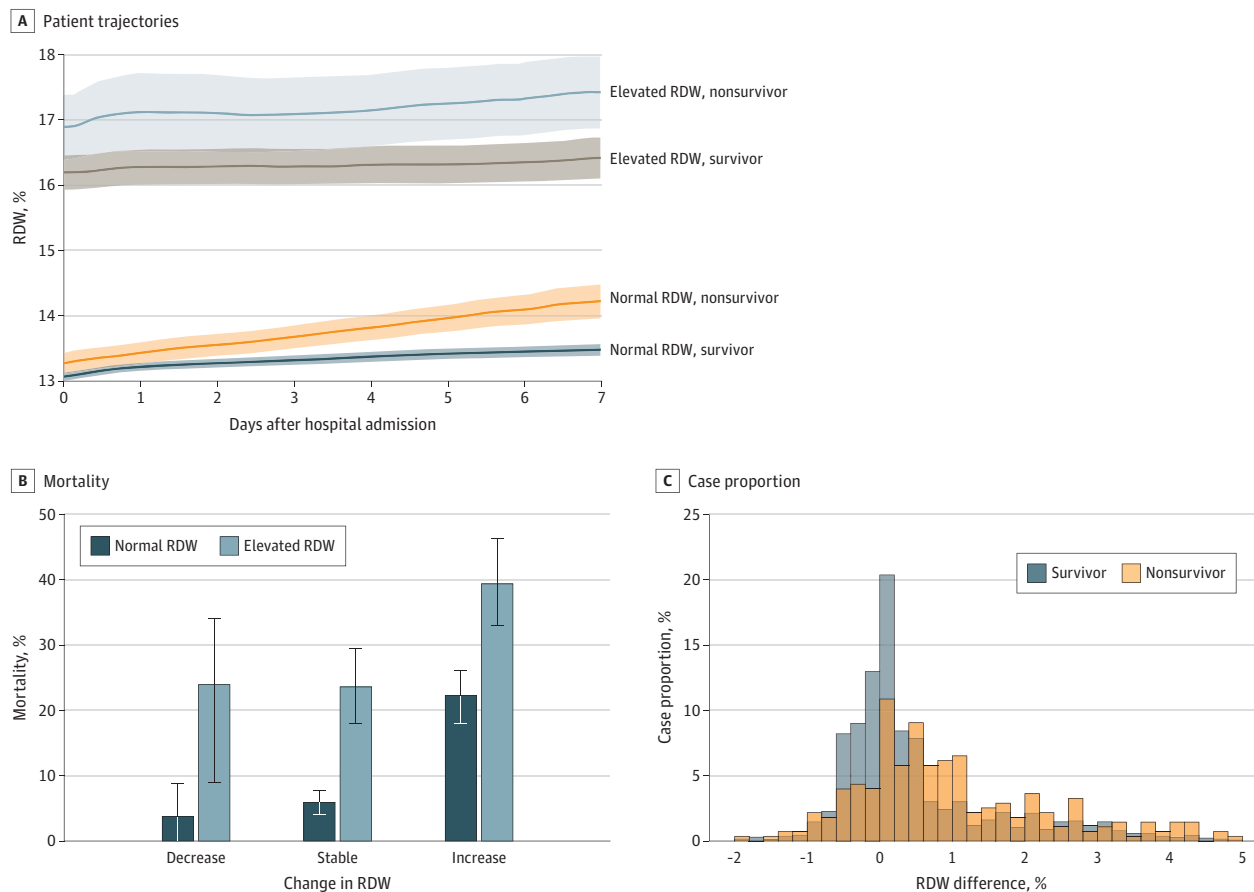 A Patient trajectories
18
17
16
15
14
13
RDW, %
Elevated RDW, nonsurvivor
Elevated RDW, survivor
Normal RDW, nonsurvivor
Normal RDW, survivor
0 1 2 3 4 5 6 7
Days after hospital admission
B Mortality
50
40
30
20
10
0
Mortality, %
Normal RDW Elevated RDW
Decrease Stable Increase
Change in RDW
C Case proportion
25
20
15
10
5
0
Case proportion, %
Survivor Nonsurvivor
-2 -1 0 1 2 3 4 5
RDW difference, %